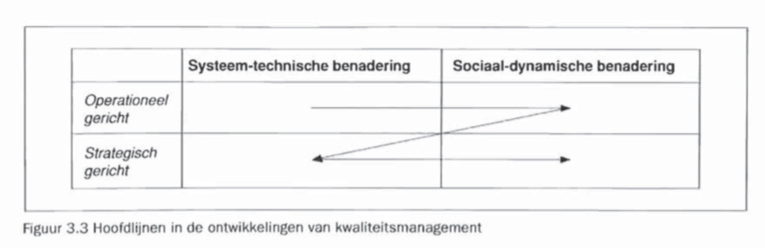 Systeem-technische benadering Sociaal-dynamische benadering
Operationeel
gericht
Strategisch
gericht
Figuur 3.3 Hoofdlijnen in de ontwikkelingen van kwaliteitsmanagement